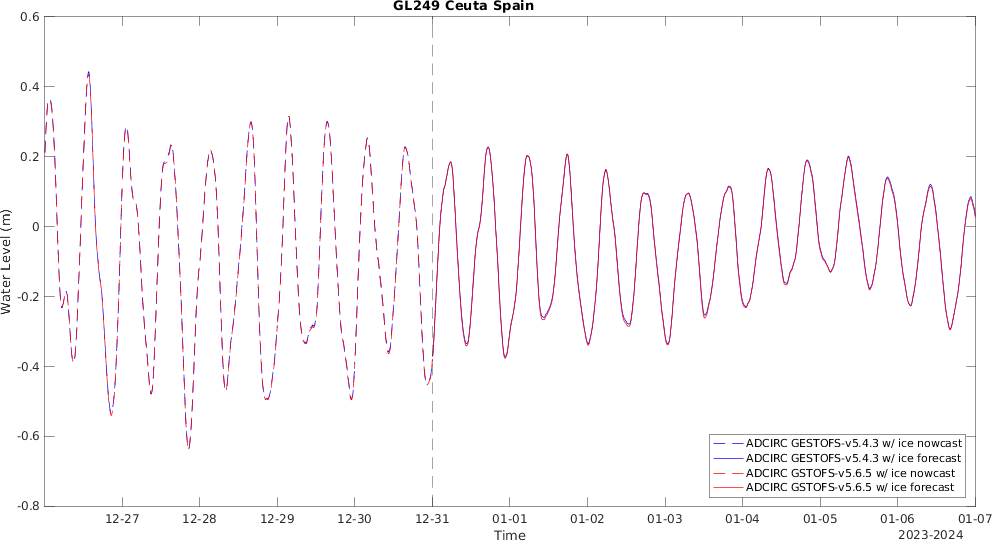 GL249 Ceuta Spain
0.6
0.4
0.2
0
-0.2
-0.4
-0.6
-0.8
Water Level (m)
ADCIRC GESTOFS-v5.4.3 w/ ice nowcast
ADCIRC GESTOFS-v5.4.3 w/ ice forecast
ADCIRC GSTOFS-v5.6.5 w/ ice nowcast
ADCIRC GSTOFS-v5.6.5 w/ ice forecast
12-27 12-28 12-29 12-30 12-31 01-01 01-02 01-03 01-04 01-05 01-06 01-07
Time
2023-2024